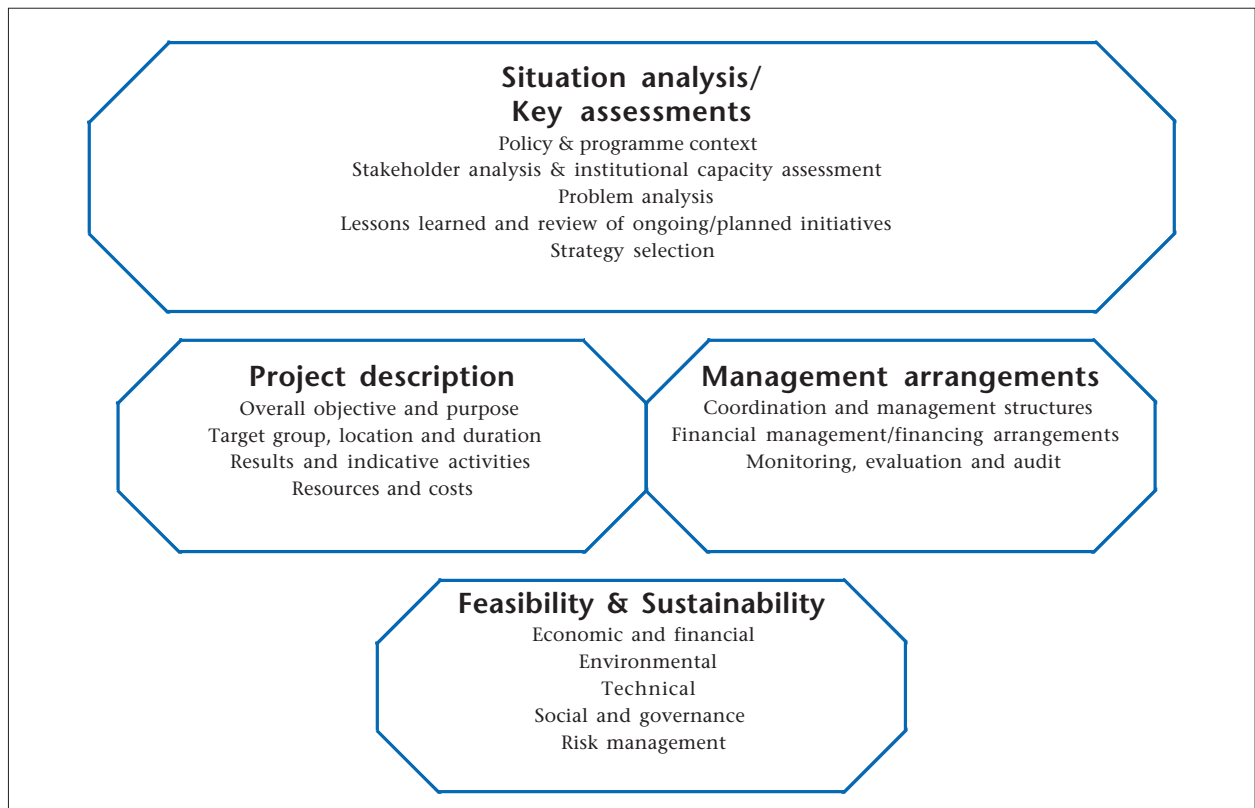 Situation analysis/
Key assessments
Policy & programme context
Stakeholder analysis & institutional capacity assessment
Problem analysis
Lessons learned and review of ongoing/planned initiatives
Strategy selection
Project description
Overall objective and purpose
Target group, location and duration
Results and indicative activities
Resources and costs
Management arrangements
Coordination and management structures
Financial management/financing arrangements
Monitoring, evaluation and audit
Feasibility & Sustainability
Economic and financial
Environmental
Technical
Social and governance
Risk management